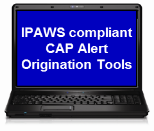 IPAWS compliant
CAP Alert
Origination Tools